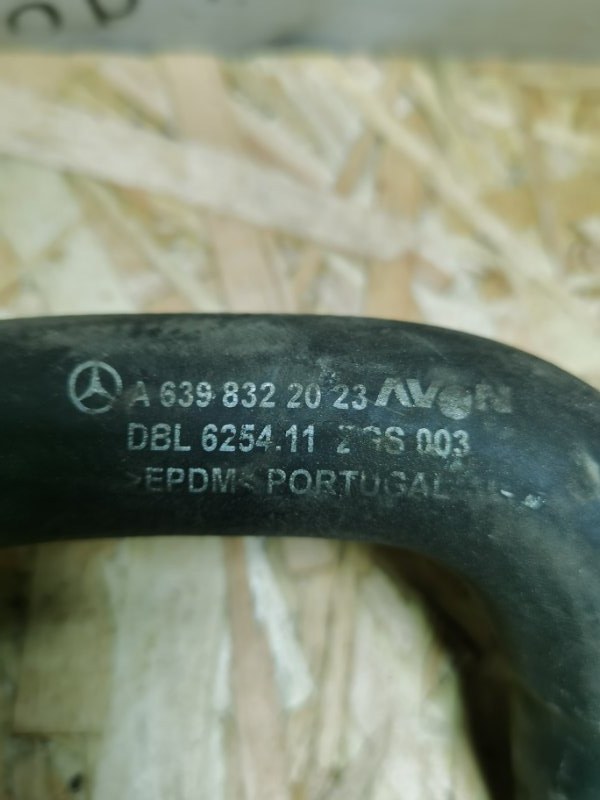 A 639 832 20 23 AVON
DBL 6254.11 ZGS 003
>EPDM< PORTUGAL